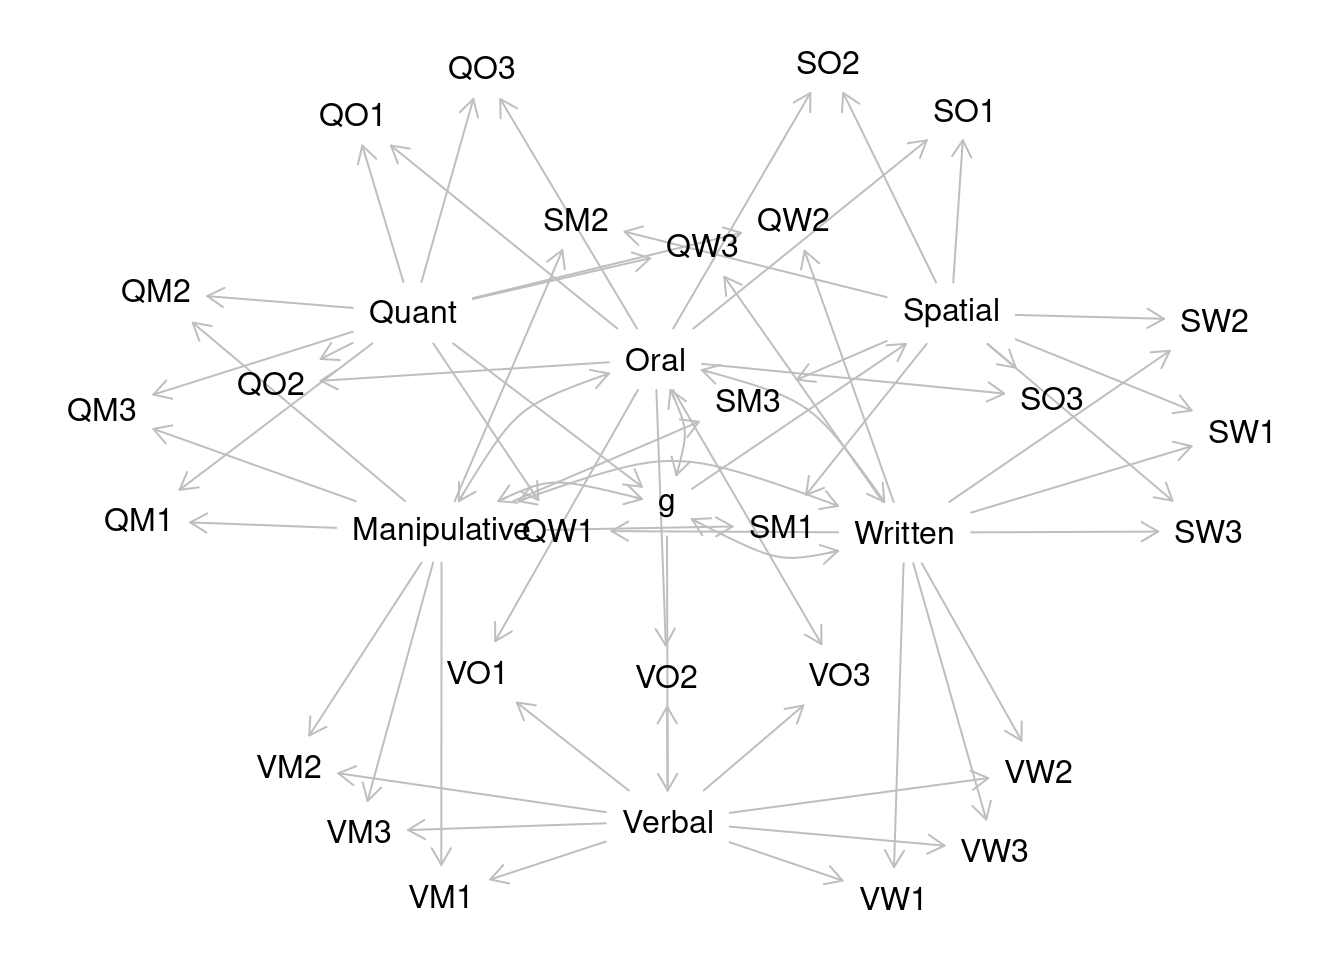 SO2
QO3
SO1
QO1
SM2
QW2
QW3
QM2
Quant
Spatial
SW2
Oral
QO2
SM3
SO3
QM3
SW1
g
QM1
Manipulative
QW1
SM1
Written
SW3
VO1
VO2
VO3
VM2
VW2
Verbal
VM3
VW3
VM1
VW1